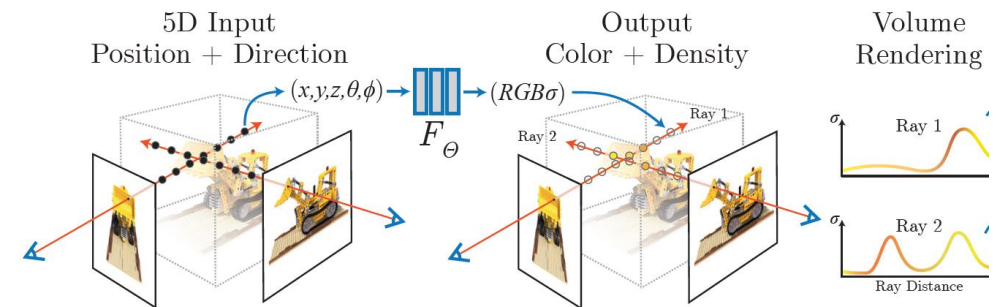 5D Input
Position + Direction
Output
Color + Density
Volume
Rendering
(x,y,z,θ,ϕ)
F_Θ
(RGBσ)
Ray 1
Ray 2
σ
Ray 1
σ
Ray 2
Ray Distance